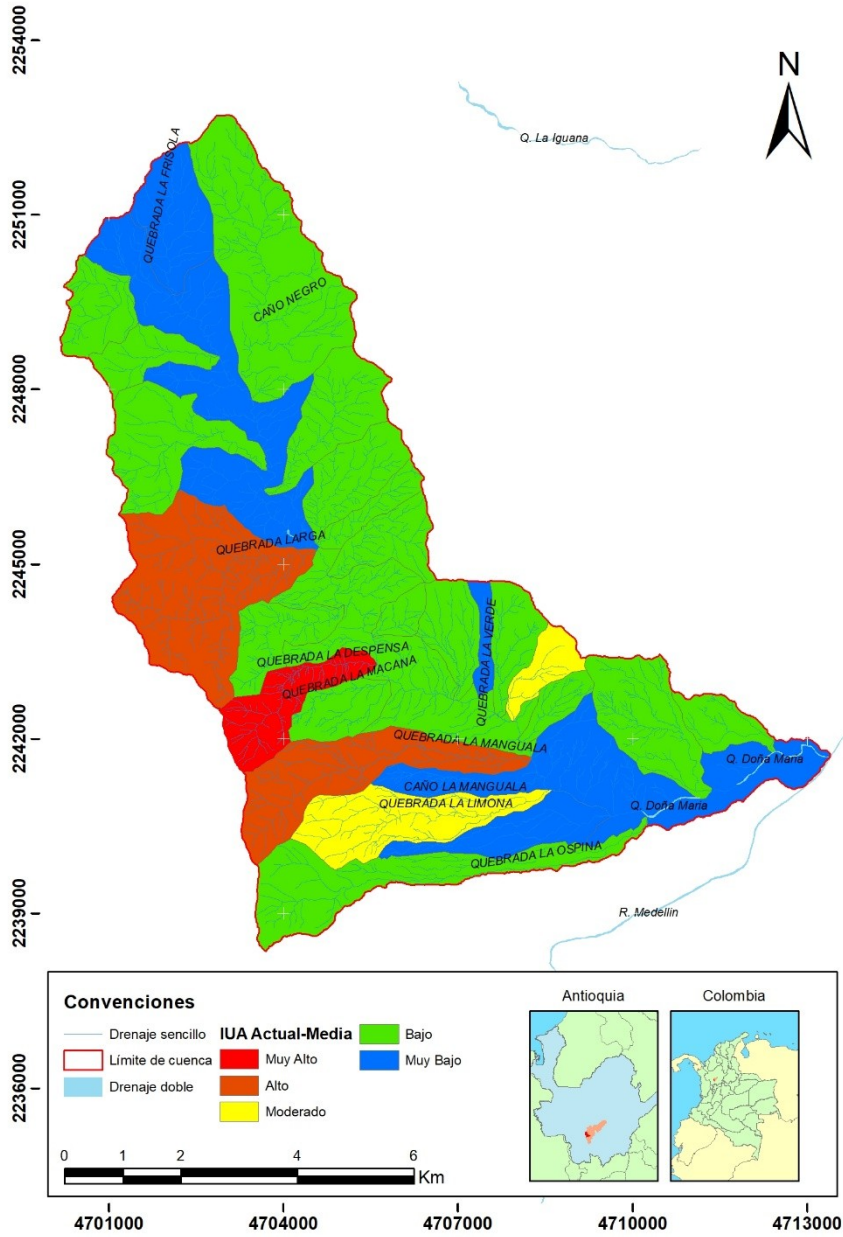 2254000
2251000
2248000
2245000
2242000
2239000
2236000
N
Q. La Iguana
QUEBRADA LA FRISOLA
CAÑO NEGRO
QUEBRADA LARGA
QUEBRADA LA DESPENSA
QUEBRADA LA MACANA
QUEBRADA LA VERDE
QUEBRADA LA MANGUALA
Q. Doña María
CAÑO LA MANGUALA
QUEBRADA LA LIMONA
Q. Doña María
QUEBRADA LA OSPINA
R. Medellin
Convenciones
Drenaje sencillo
Límite de cuenca
Drenaje doble
IUA Actual-Media
Muy Alto
Alto
Moderado
Bajo
Muy Bajo
Antioquia
Colombia
0 1 2 4 6
Km
4701000 4704000 4707000 4710000 4713000